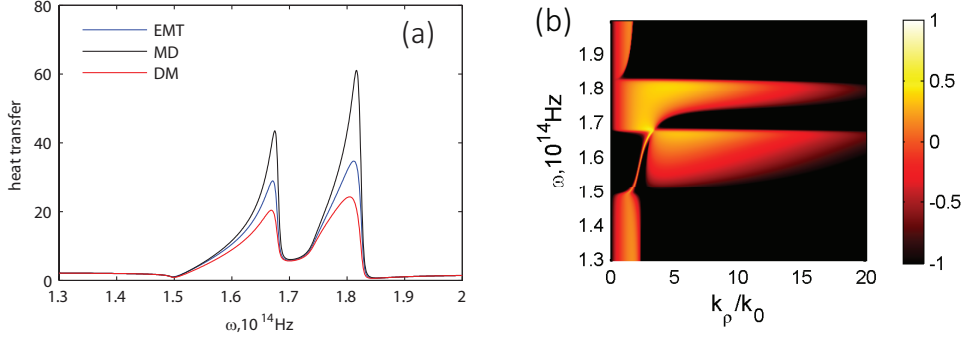 (a)
EMT
MD
DM
heat transfer
80
60
40
20
0
1.3 1.4 1.5 1.6 1.7 1.8 1.9 2
ω,10 14Hz
(b)
ω,10 14Hz
1.9
1.8
1.7
1.6
1.5
1.4
1.3
0 5 10 15 20
kρ/k0
1
0.5
0
-0.5
-1